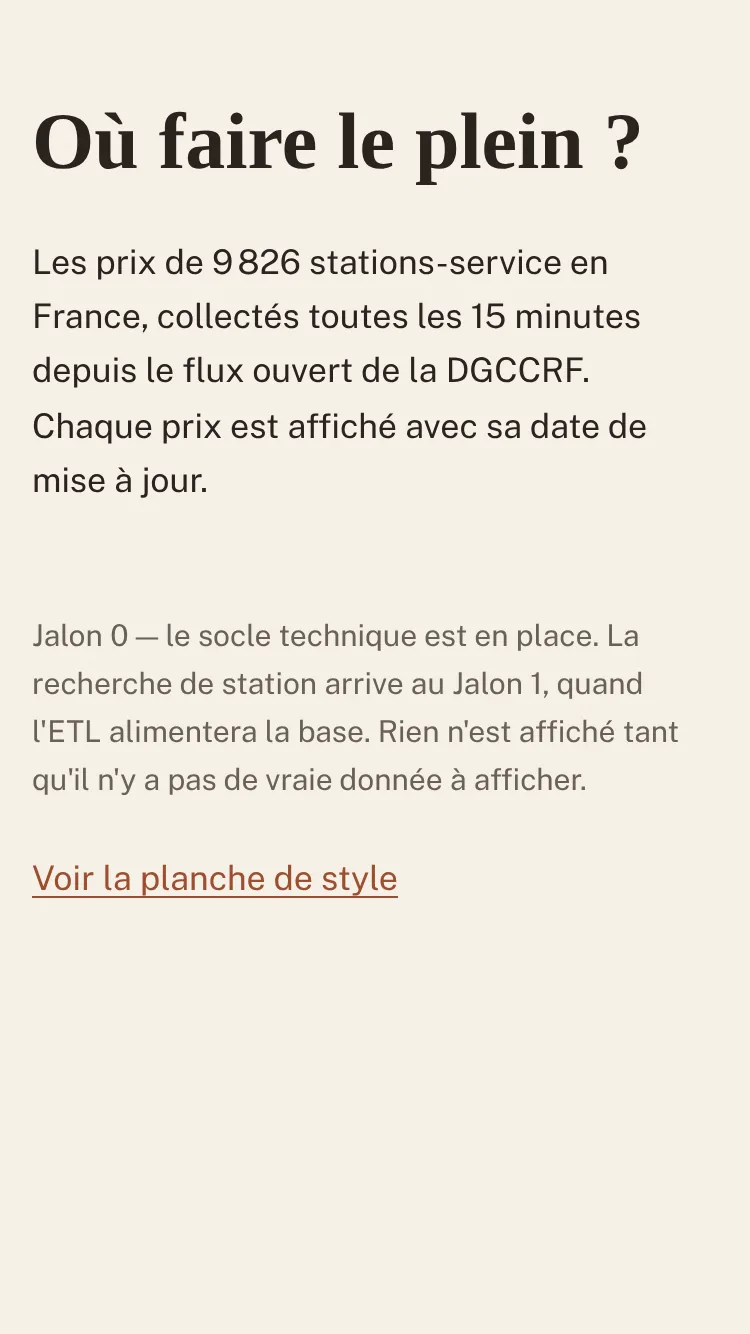 Où faire le plein ?
Les prix de 9 826 stations-service en
France, collectés toutes les 15 minutes
depuis le flux ouvert de la DGCCRF.
Chaque prix est affiché avec sa date de
mise à jour.
Jalon 0 — le socle technique est en place. La
recherche de station arrive au Jalon 1, quand
l'ETL alimentera la base. Rien n'est affiché tant
qu'il n'y a pas de vraie donnée à afficher.
Voir la planche de style